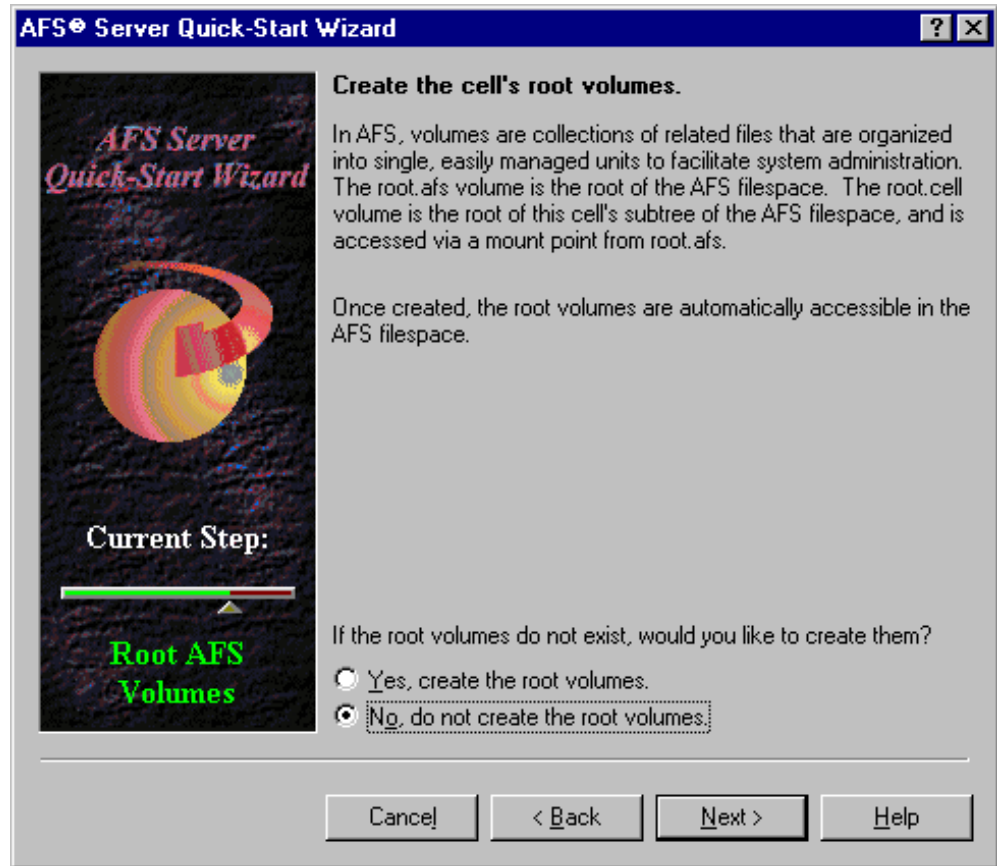 AFS® Server Quick-Start Wizard
AFS Server
Quick-Start Wizard
Create the cell's root volumes.
In AFS, volumes are collections of related files that are organized
into single, easily managed units to facilitate system administration.
The root.afs volume is the root of the AFS filespace.  The root.cell
volume is the root of this cell's subtree of the AFS filespace, and is
accessed via a mount point from root.afs.
Once created, the root volumes are automatically accessible in the
AFS filespace.
Current Step:
Root AFS
Volumes
If the root volumes do not exist, would you like to create them?
Yes, create the root volumes.
No, do not create the root volumes.
Cancel
< Back
Next >
Help